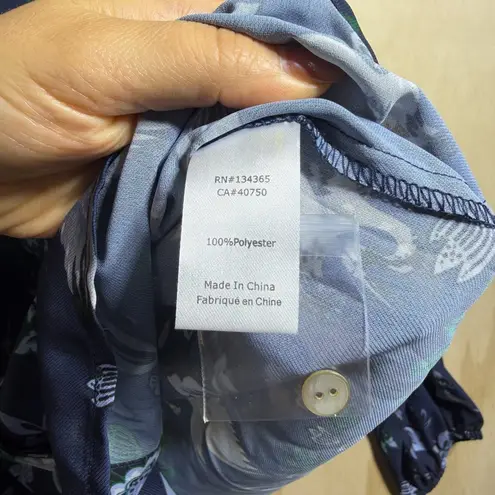 RN#134365
CA#40750
100%Polyester
Made In China
Fabriqué en Chine